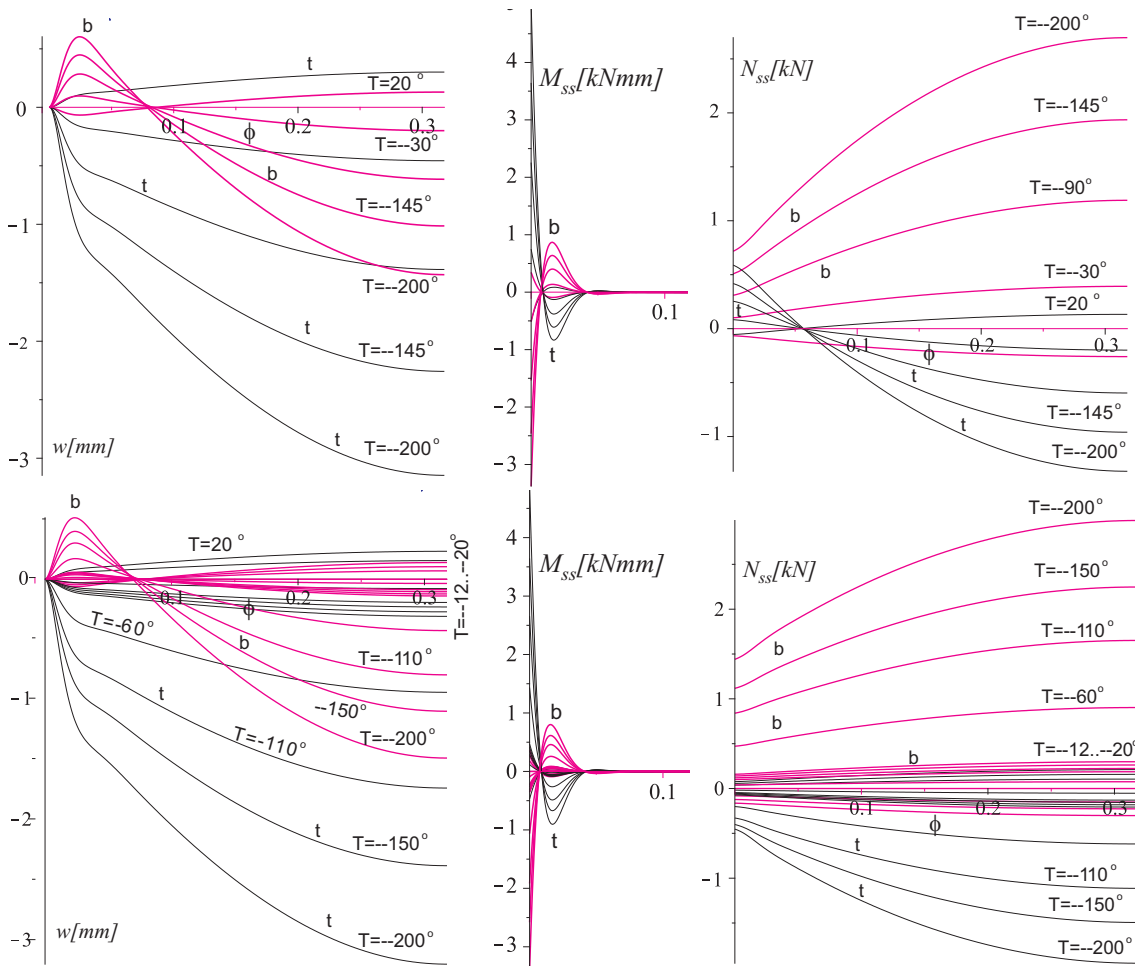 b
t
T=20°
0
0.1
0.2
0.3
ϕ
T=--30°
b
t
T=--145°
-1
T=--200°
t
T=--145°
-2
t
T=--200°
w[mm]
-3
M_ss[kNmm]
4
3
2
1
b
0
0.1
t
-1
-2
-3
T=--200°
N_ss[kN]
2
T=--145°
T=--90°
b
1
b
T=--30°
T=20°
t
0
0.1
0.2
0.3
ϕ
t
T=--145°
-1
t
T=--200°
b
T=20°
T=--12..--20°
0
0.1
0.2
0.3
ϕ
T=-60°
b
T=--110°
t
-1
--150°
T=-110°
T=--200°
-2
t
T=--150°
t
T=--200°
w[mm]
-3
M_ss[kNmm]
4
3
2
1
b
0
0.1
t
-1
-2
-3
T=--200°
N_ss[kN]
T=--150°
2
b
T=--110°
1
b
T=--60°
b
T=--12..--20°
0
0.1
0.2
0.3
ϕ
t
T=--110°
-1
t
T=--150°
T=--200°